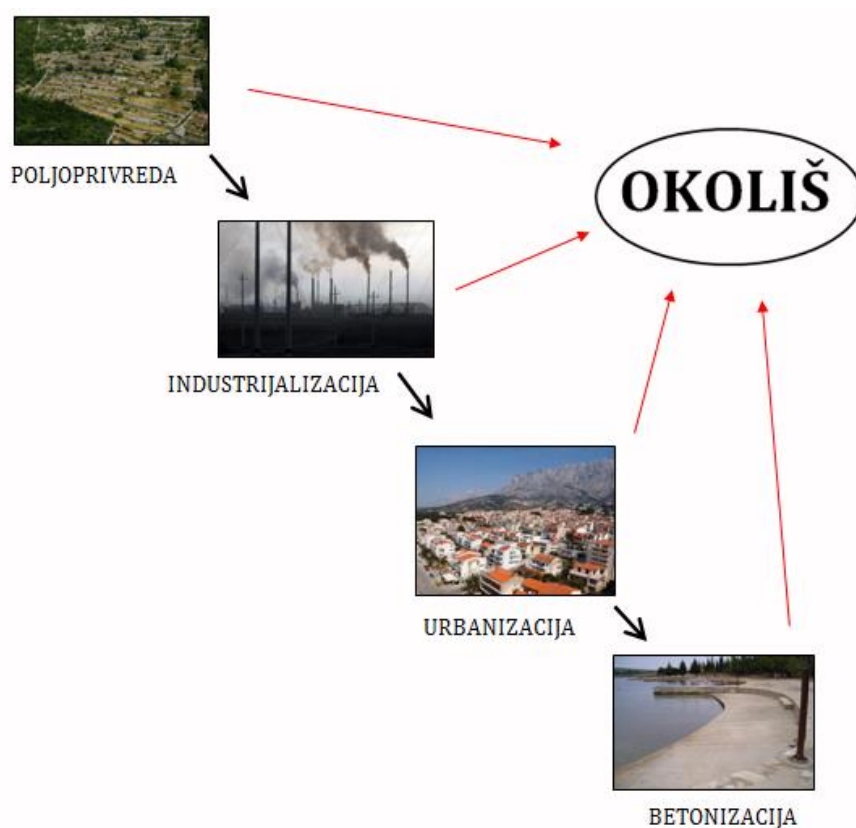 POLJOPRIVREDA
OKOLIŠ
INDUSTRIJALIZACIJA
URBANIZACIJA
BETONIZACIJA